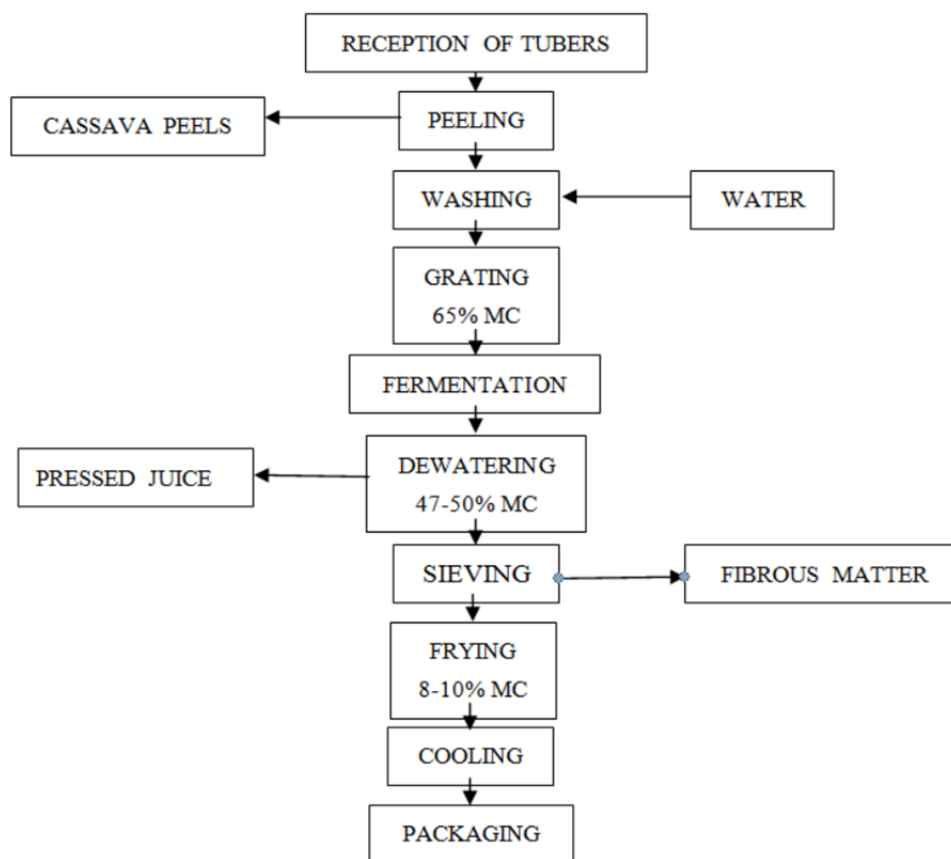 RECEPTION OF TUBERS
CASSAVA PEELS
PEELING
WASHING
WATER
GRATING
65% MC
FERMENTATION
PRESSED JUICE
DEWATERING
47-50% MC
SIEVING
FIBROUS MATTER
FRYING
8-10% MC
COOLING
PACKAGING